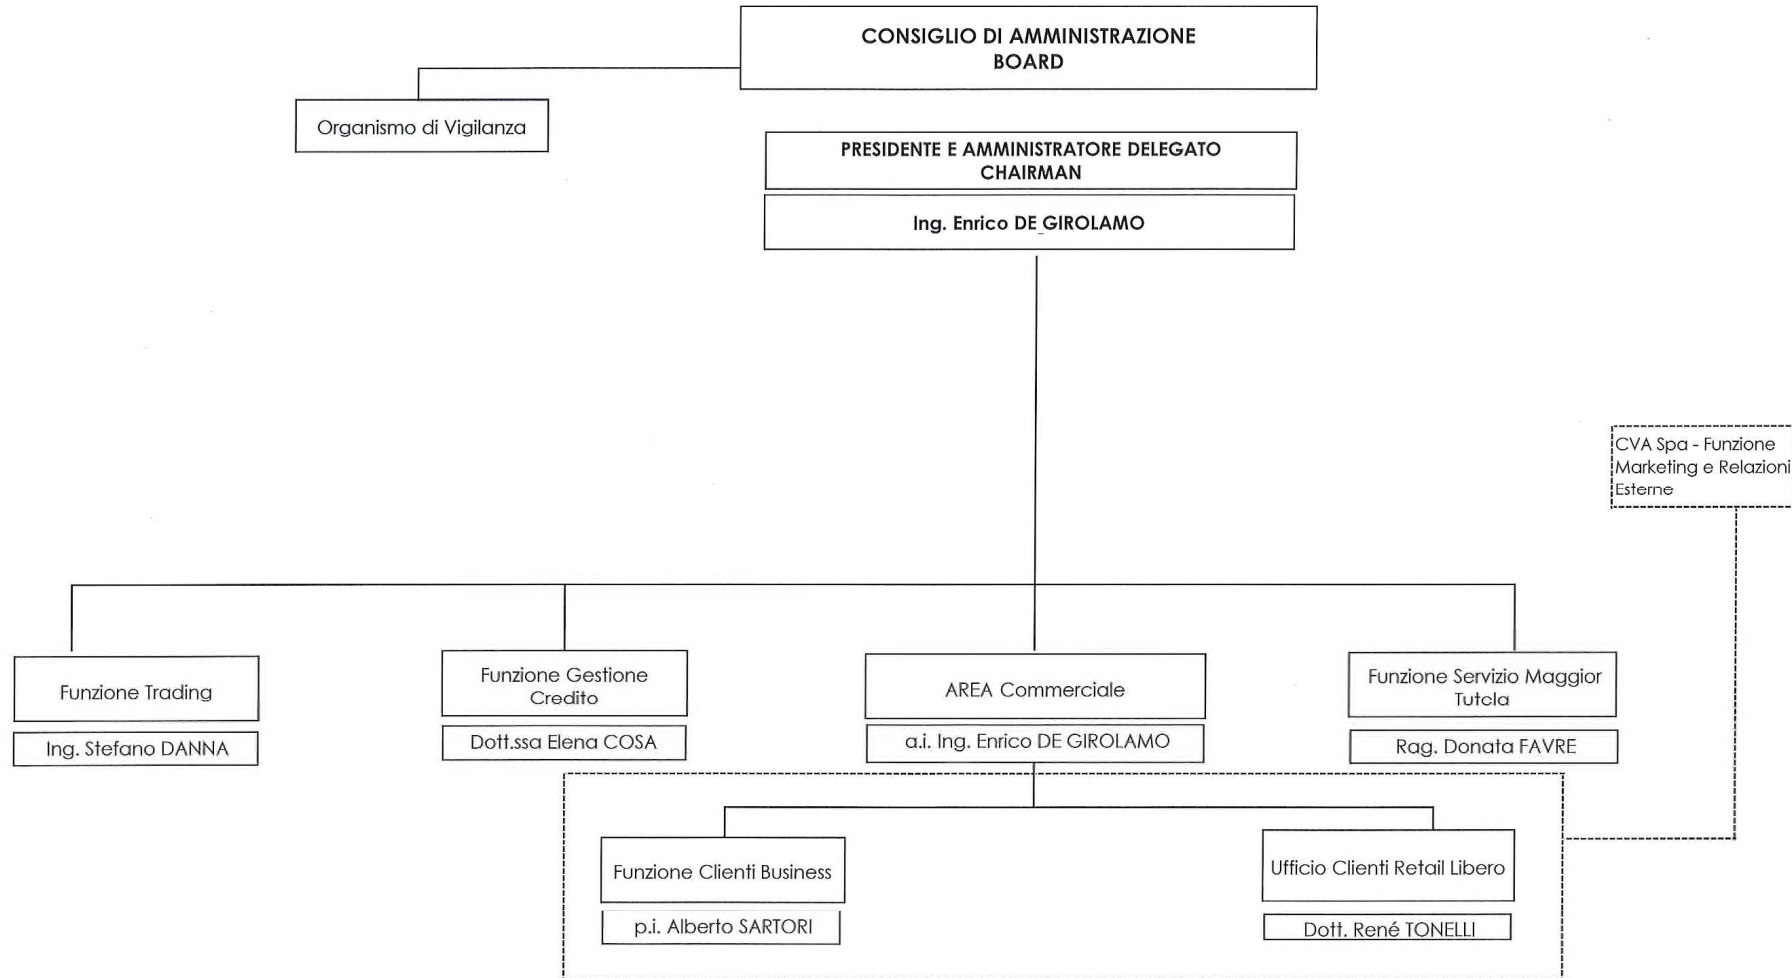 CONSIGLIO DI AMMINISTRAZIONE
BOARD
Organismo di Vigilanza
PRESIDENTE E AMMINISTRATORE DELEGATO
CHAIRMAN
Ing. Enrico DE GIROLAMO
CVA Spa - Funzione
Marketing e Relazioni
Esterne
Funzione Trading
Ing. Stefano DANNA
Funzione Gestione
Credito
Dott.ssa Elena COSA
AREA Commerciale
a.i. Ing. Enrico DE GIROLAMO
Funzione Servizio Maggior
Tutela
Rag. Donata FAVRE
Funzione Clienti Business
p.i. Alberto SARTORI
Ufficio Clienti Retail Libero
Dott. René TONELLI